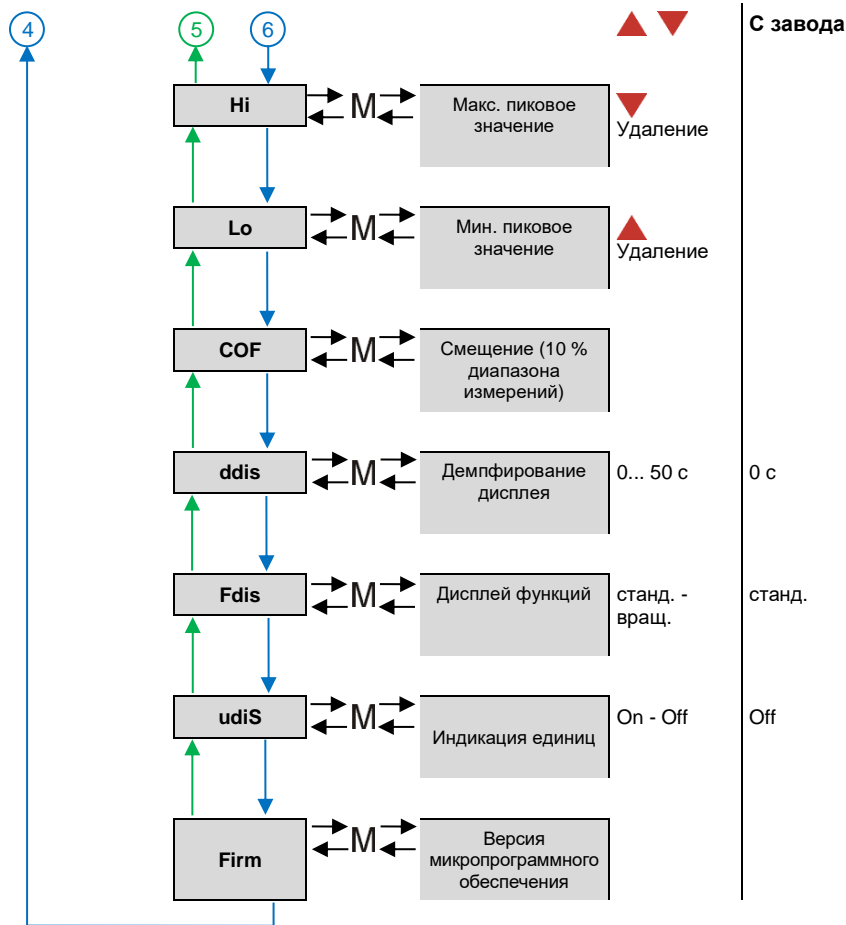 4 5 6 С завода
Hi M Макс. пиковое
значение
Удаление
Lo M Мин. пиковое
значение
Удаление
COF M Смещение (10 %
диапазона
измерений)
ddis M Демпфирование
дисплея
0... 50 с 0 с
Fdis M Дисплей функций станд. -
вращ.
станд.
udiS M Индикация единиц On - Off Off
Firm M Версия
микропрограммного
обеспечения